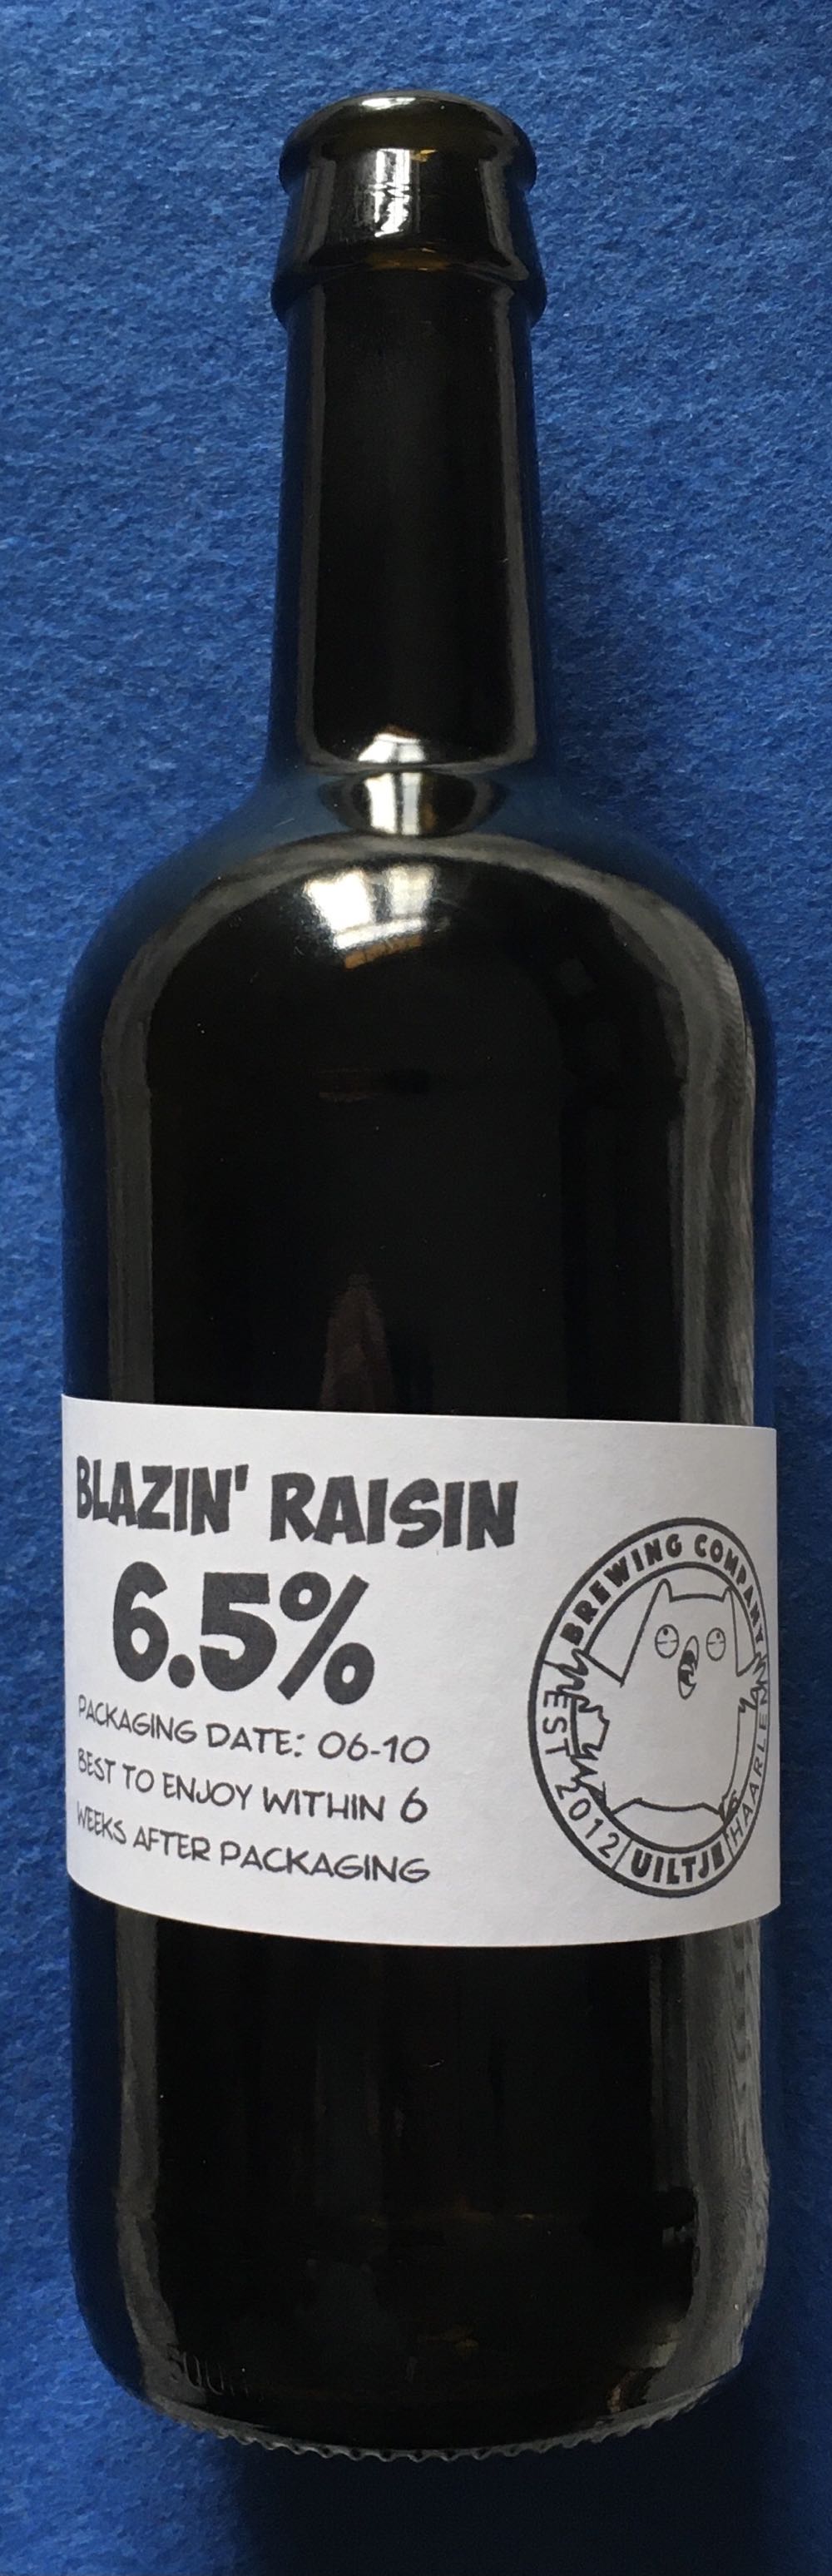 BLAZIN' RAISIN
6.5%
PACKAGING DATE: 06-10
BEST TO ENJOY WITHIN 6
WEEKS AFTER PACKAGING
BREWING COMPANY
EST 2012
UILTJE
HAARLEM